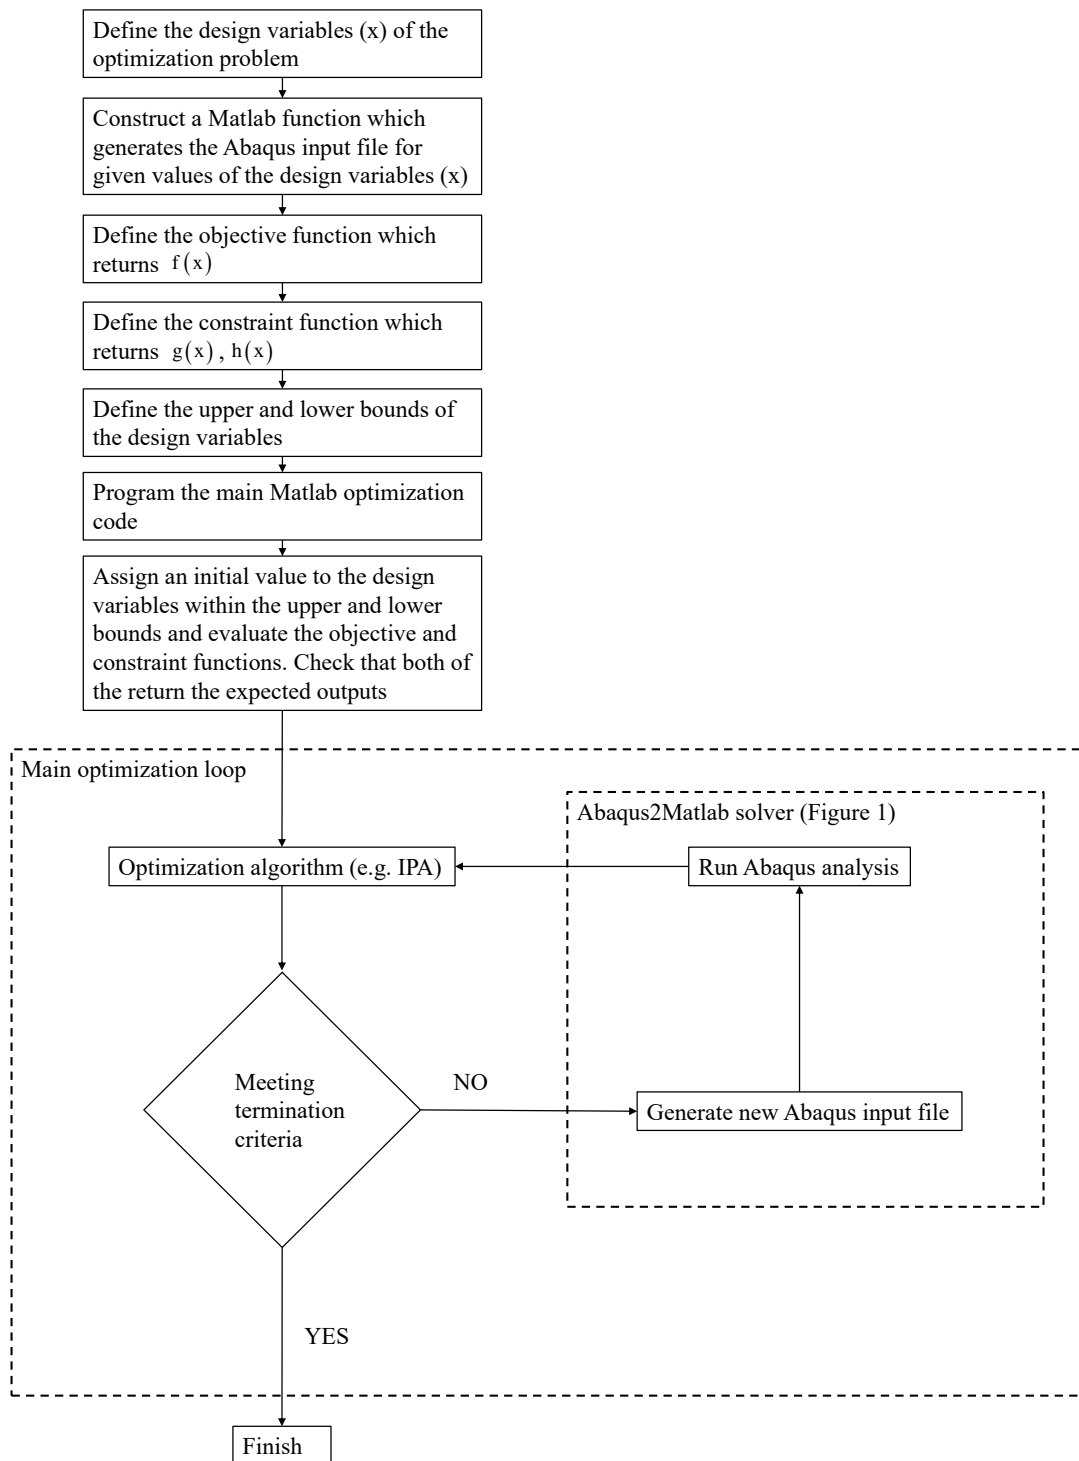 Define the design variables (x) of the
optimization problem
Construct a Matlab function which
generates the Abaqus input file for
given values of the design variables (x)
Define the objective function which
returns f(x)
Define the constraint function which
returns g(x), h(x)
Define the upper and lower bounds of
the design variables
Program the main Matlab optimization
code
Assign an initial value to the design
variables within the upper and lower
bounds and evaluate the objective and
constraint functions. Check that both of
the return the expected outputs
Main optimization loop
Abaqus2Matlab solver (Figure 1)
Optimization algorithm (e.g. IPA)
Run Abaqus analysis
Meeting
termination
criteria
NO
Generate new Abaqus input file
YES
Finish